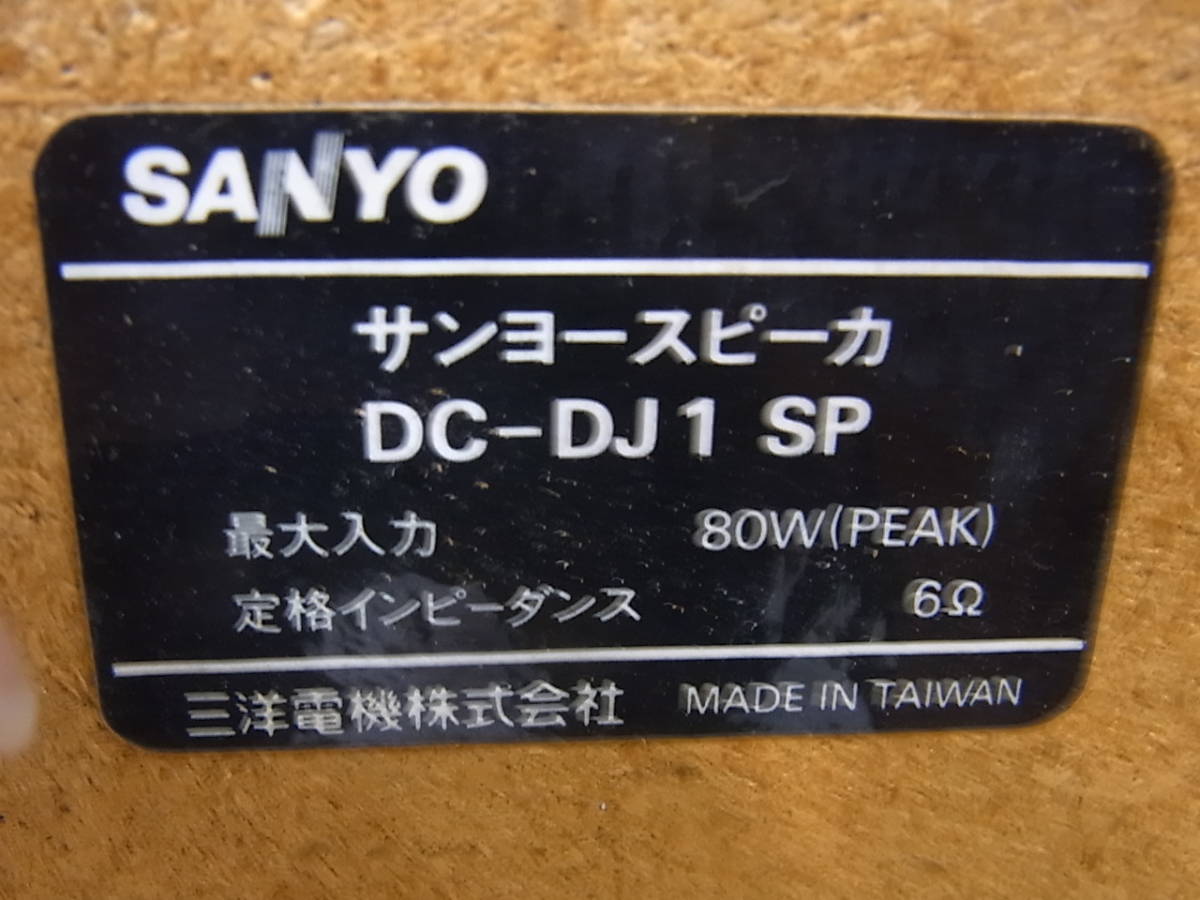 SANYO
サンヨースピーカ
DC-DJ1 SP
最大入力 80W(PEAK)
定格インピーダンス 6Ω
三洋電機株式会社 MADE IN TAIWAN